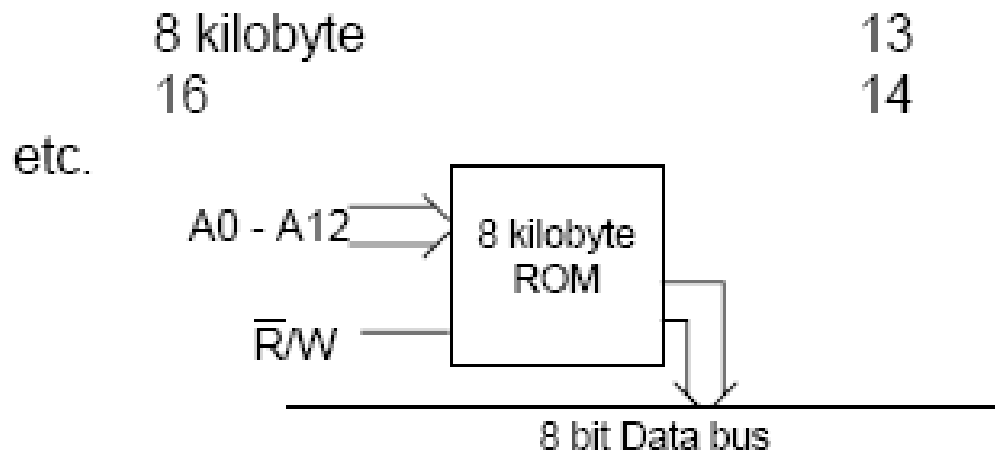 8 kilobyte 13
16 14
etc.
A0 - A12
8 kilobyte
ROM
R̅/W
8 bit Data bus